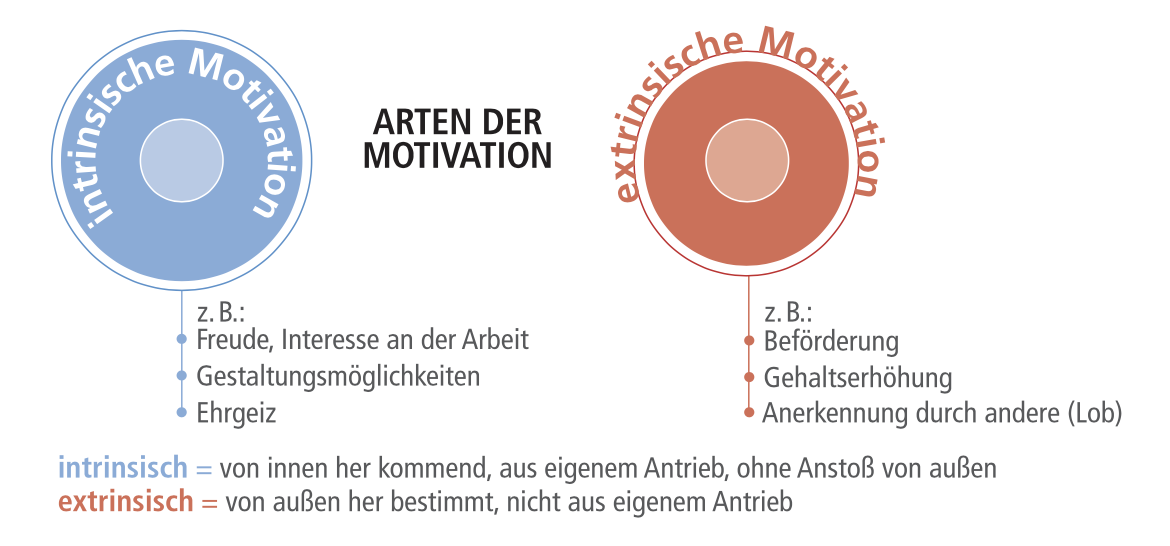 intrinsische Motivation
ARTEN DER
MOTIVATION
extrinsische Motivation
z. B.:
Freude, Interesse an der Arbeit
Gestaltungsmöglichkeiten
Ehrgeiz
z. B.:
Beförderung
Gehaltserhöhung
Anerkennung durch andere (Lob)
intrinsisch = von innen her kommend, aus eigenem Antrieb, ohne Anstoß von außen
extrinsisch = von außen her bestimmt, nicht aus eigenem Antrieb